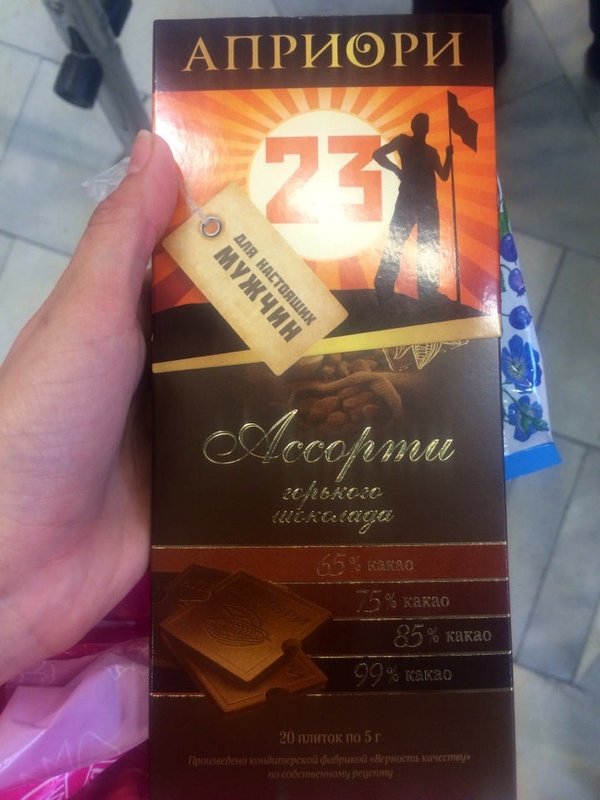 АПРИОРИ
23
ДЛЯ НАСТОЯЩИХ
МУЖЧИН
Ассорти
горького
шоколада
65% какао
75% какао
85% какао
99% какао
20 плиток по 5 г
Произведено кондитерской фабрикой «Верность качеству»
по собственному рецепту